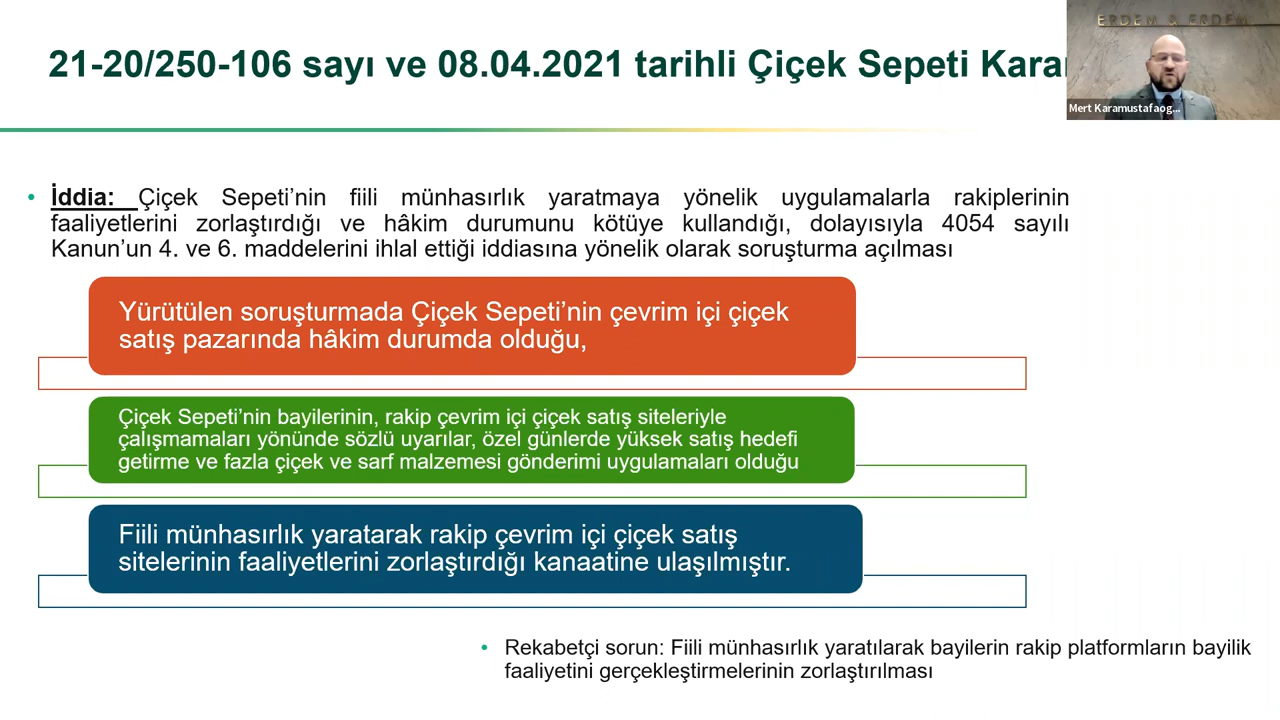 21-20/250-106 sayı ve 08.04.2021 tarihli Çiçek Sepeti
ERDEM & ERDEM
Mert Karamustafaog...
• İddia: Çiçek Sepeti’nin fiili münhasırlık yaratmaya yönelik uygulamalarla rakiplerinin
faaliyetlerini zorlaştırdığı ve hâkim durumunu kötüye kullandığı, dolayısıyla 4054 sayılı
Kanun’un 4. ve 6. maddelerini ihlal ettiği iddiasına yönelik olarak soruşturma açılması
Yürütülen soruşturmada Çiçek Sepeti’nin çevrim içi çiçek
satış pazarında hâkim durumda olduğu,
Çiçek Sepeti’nin bayilerinin, rakip çevrim içi çiçek satış siteleriyle
çalışmamaları yönünde sözlü uyarılar, özel günlerde yüksek satış hedefi
getirme ve fazla çiçek ve sarf malzemesi gönderimi uygulamaları olduğu
Fiili münhasırlık yaratarak rakip çevrim içi çiçek satış
sitelerinin faaliyetlerini zorlaştırdığı kanaatine ulaşılmıştır.
• Rekabetçi sorun: Fiili münhasırlık yaratılarak bayilerin rakip platformların bayilik
faaliyetini gerçekleştirmelerinin zorlaştırılması